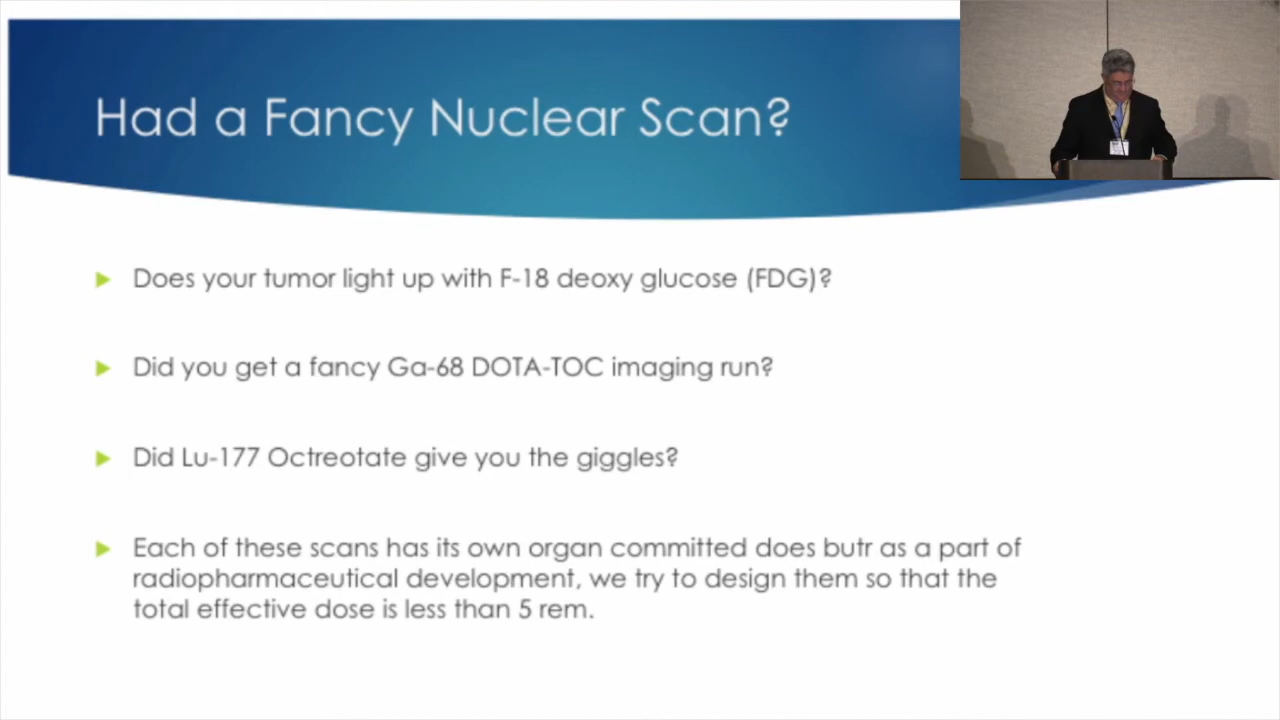 Had a Fancy Nuclear Scan?
Does your tumor light up with F-18 deoxy glucose (FDG)?
Did you get a fancy Ga-68 DOTA-TOC imaging run?
Did Lu-177 Octreotate give you the giggles?
Each of these scans has its own organ committed does butr as a part of
radiopharmaceutical development, we try to design them so that the
total effective dose is less than 5 rem.